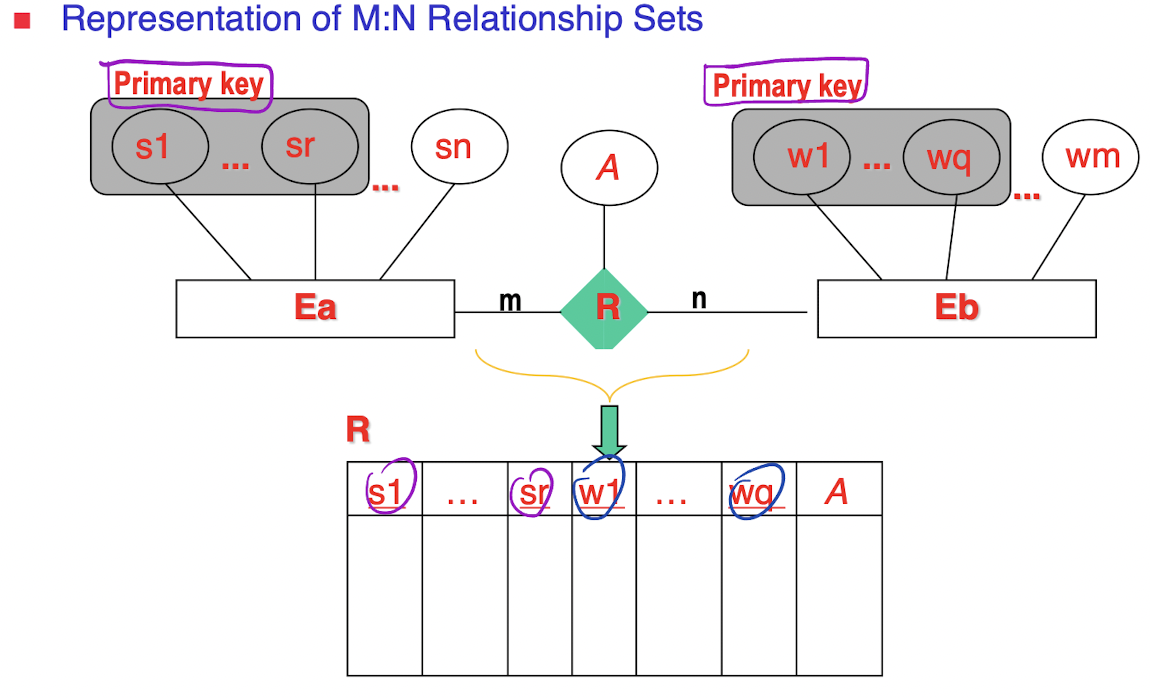 Representation of M:N Relationship Sets
Primary key
Primary key
s1 ... sr ... sn
A
w1 ... wq ... wm
Ea m R n Eb
R
s1 ... sr w1 ... wq A